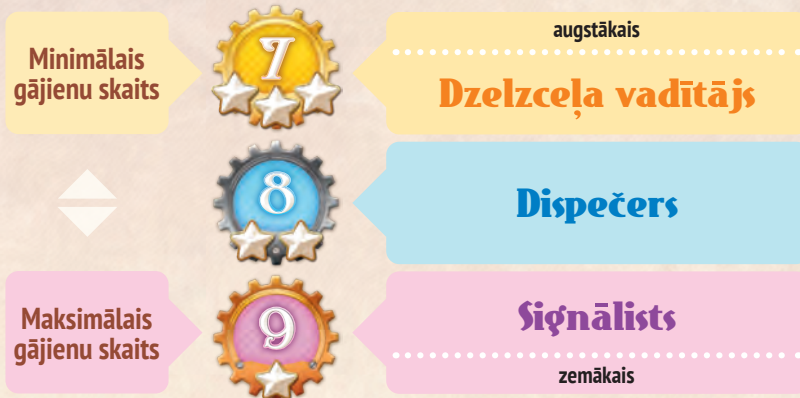 Minimālais
gājienu skaits
7
augstākais
Dzelzceļa vadītājs
8
Dispečers
Maksimālais
gājienu skaits
9
Signālists
zemākais